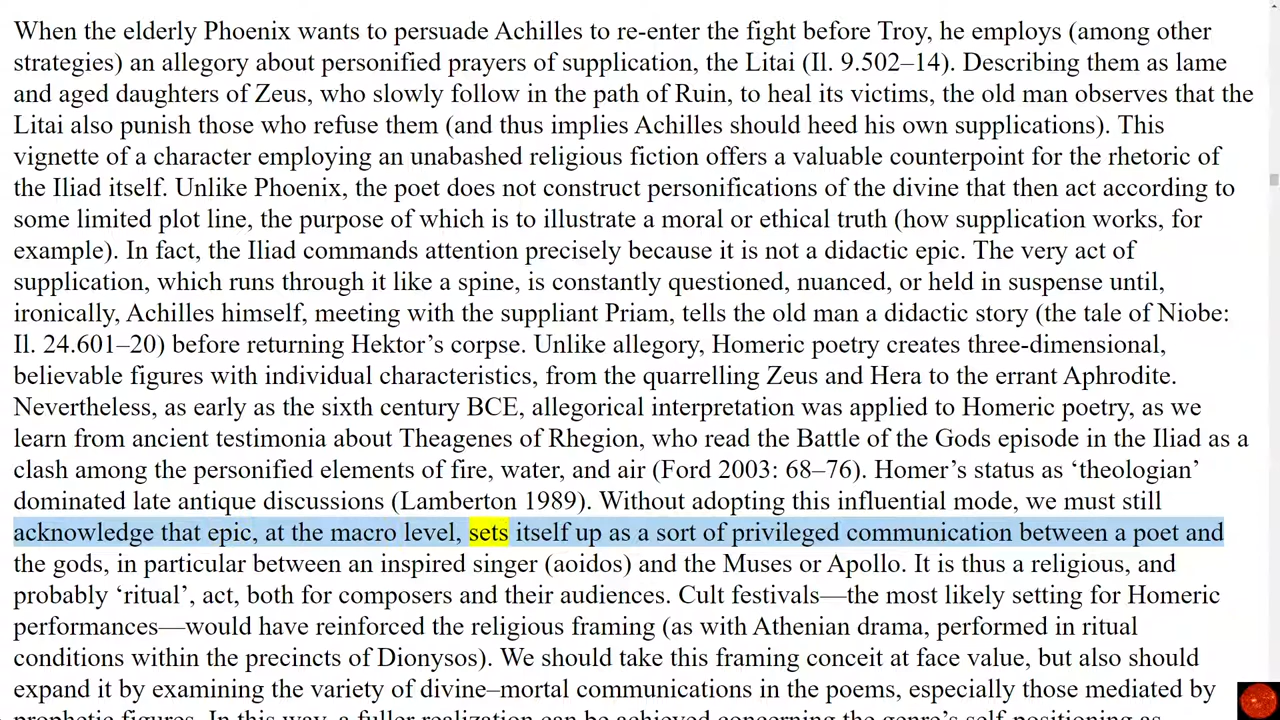 When the elderly Phoenix wants to persuade Achilles to re-enter the fight before Troy, he employs (among other
strategies) an allegory about personified prayers of supplication, the Litai (Il. 9.502–14). Describing them as lame
and aged daughters of Zeus, who slowly follow in the path of Ruin, to heal its victims, the old man observes that the
Litai also punish those who refuse them (and thus implies Achilles should heed his own supplications). This
vignette of a character employing an unabashed religious fiction offers a valuable counterpoint for the rhetoric of
the Iliad itself. Unlike Phoenix, the poet does not construct personifications of the divine that then act according to
some limited plot line, the purpose of which is to illustrate a moral or ethical truth (how supplication works, for
example). In fact, the Iliad commands attention precisely because it is not a didactic epic. The very act of
supplication, which runs through it like a spine, is constantly questioned, nuanced, or held in suspense until,
ironically, Achilles himself, meeting with the suppliant Priam, tells the old man a didactic story (the tale of Niobe:
Il. 24.601–20) before returning Hektor’s corpse. Unlike allegory, Homeric poetry creates three-dimensional,
believable figures with individual characteristics, from the quarrelling Zeus and Hera to the errant Aphrodite.
Nevertheless, as early as the sixth century BCE, allegorical interpretation was applied to Homeric poetry, as we
learn from ancient testimonia about Theagenes of Rhegion, who read the Battle of the Gods episode in the Iliad as a
clash among the personified elements of fire, water, and air (Ford 2003: 68–76). Homer’s status as ‘theologian’
dominated late antique discussions (Lamberton 1989). Without adopting this influential mode, we must still
acknowledge that epic, at the macro level, sets itself up as a sort of privileged communication between a poet and
the gods, in particular between an inspired singer (aoidos) and the Muses or Apollo. It is thus a religious, and
probably ‘ritual’, act, both for composers and their audiences. Cult festivals—the most likely setting for Homeric
performances—would have reinforced the religious framing (as with Athenian drama, performed in ritual
conditions within the precincts of Dionysos). We should take this framing conceit at face value, but also should
expand it by examining the variety of divine–mortal communications in the poems, especially those mediated by
prophetic figures. In this way, a fuller realization can be achieved concerning the genre’s self-positioning as